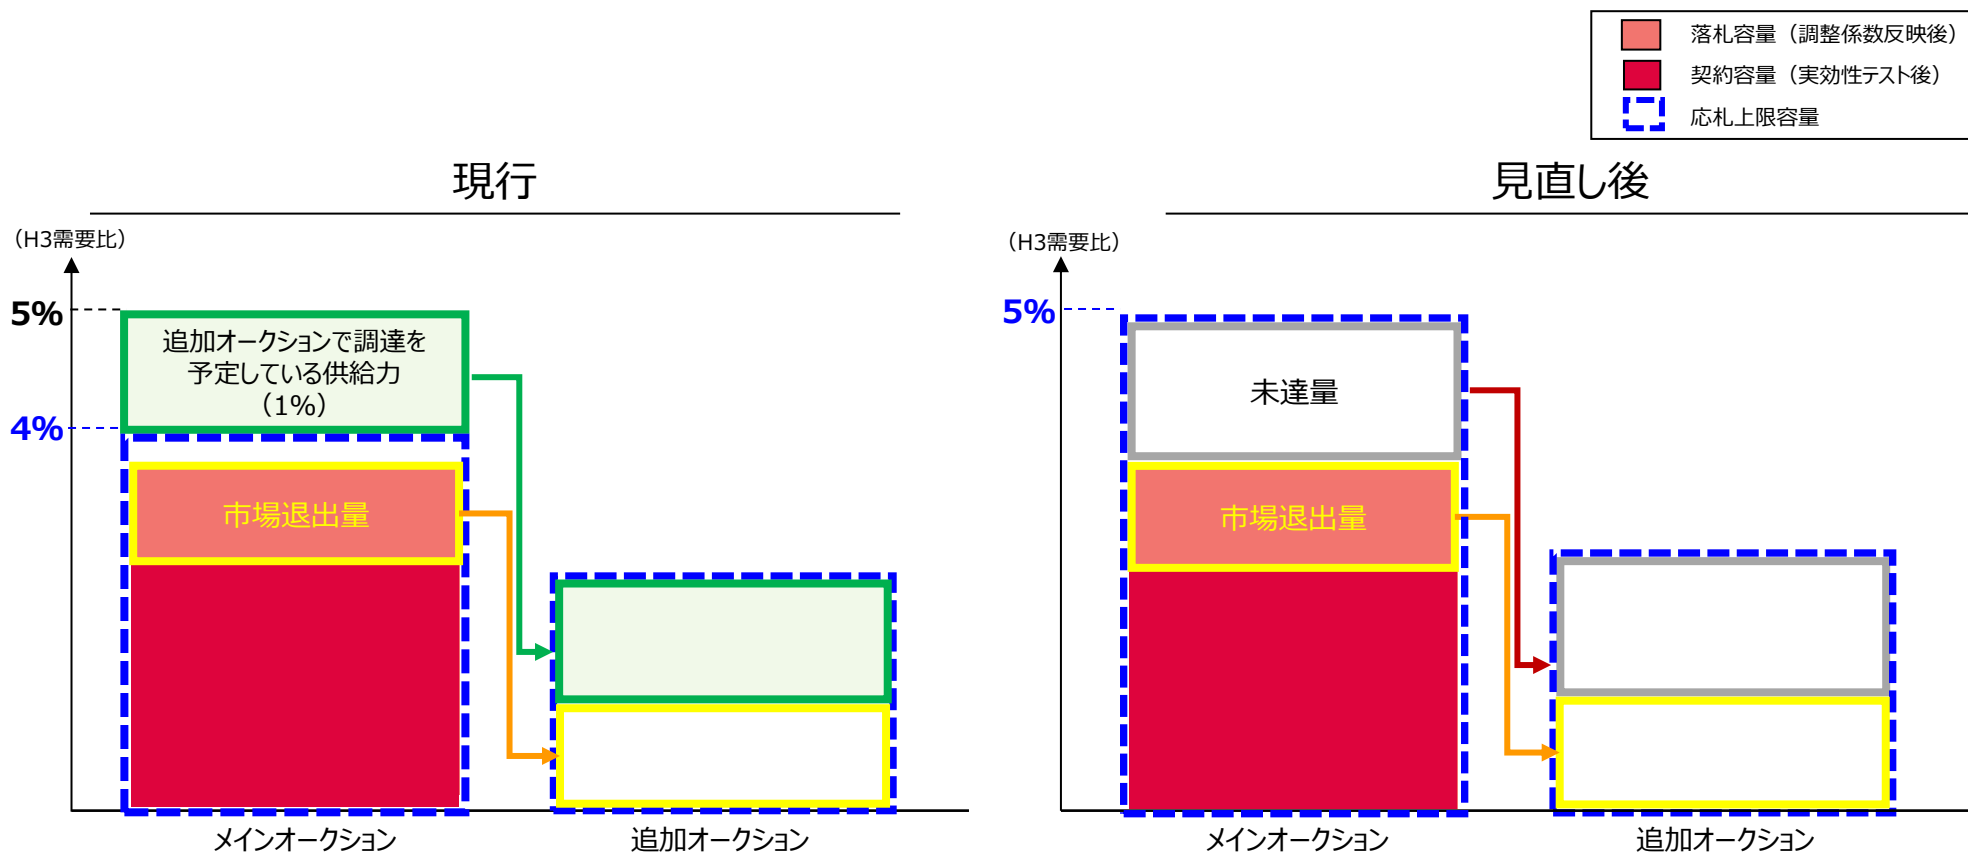 落札容量（調整係数反映後）
契約容量（実効性テスト後）
応札上限容量
現行
（H3需要比）
5%
追加オークションで調達を
予定している供給力
（1%）
4%
市場退出量
メインオークション
追加オークション
見直し後
（H3需要比）
5%
未達量
市場退出量
メインオークション
追加オークション